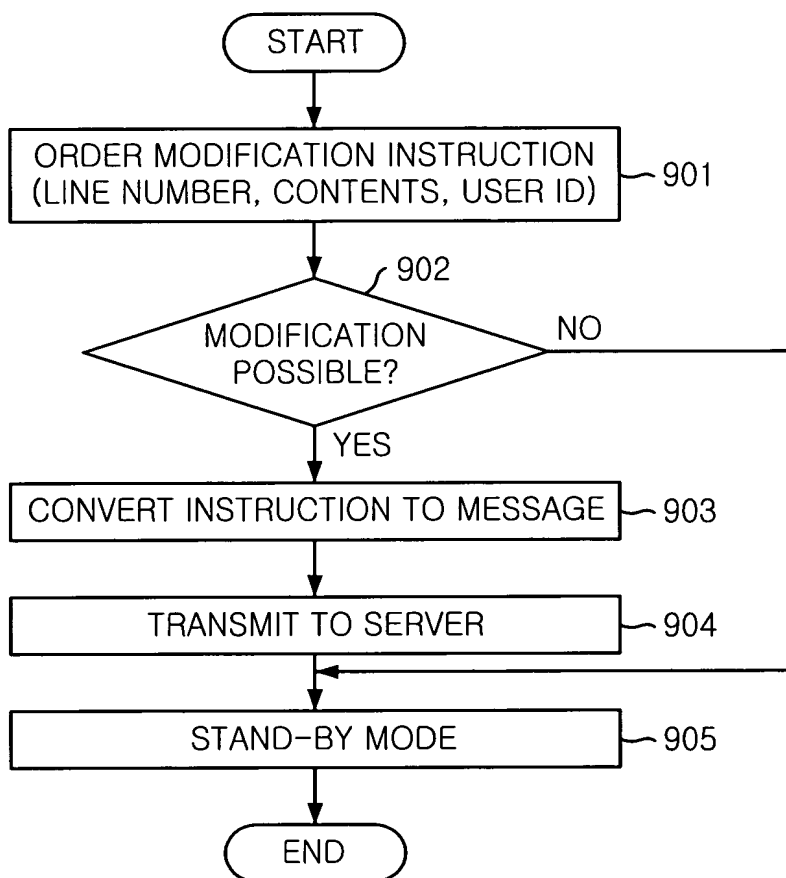 START
ORDER MODIFICATION INSTRUCTION
(LINE NUMBER, CONTENTS, USER ID)
901
902
MODIFICATION
POSSIBLE?
NO
YES
CONVERT INSTRUCTION TO MESSAGE
903
TRANSMIT TO SERVER
904
STAND-BY MODE
905
END